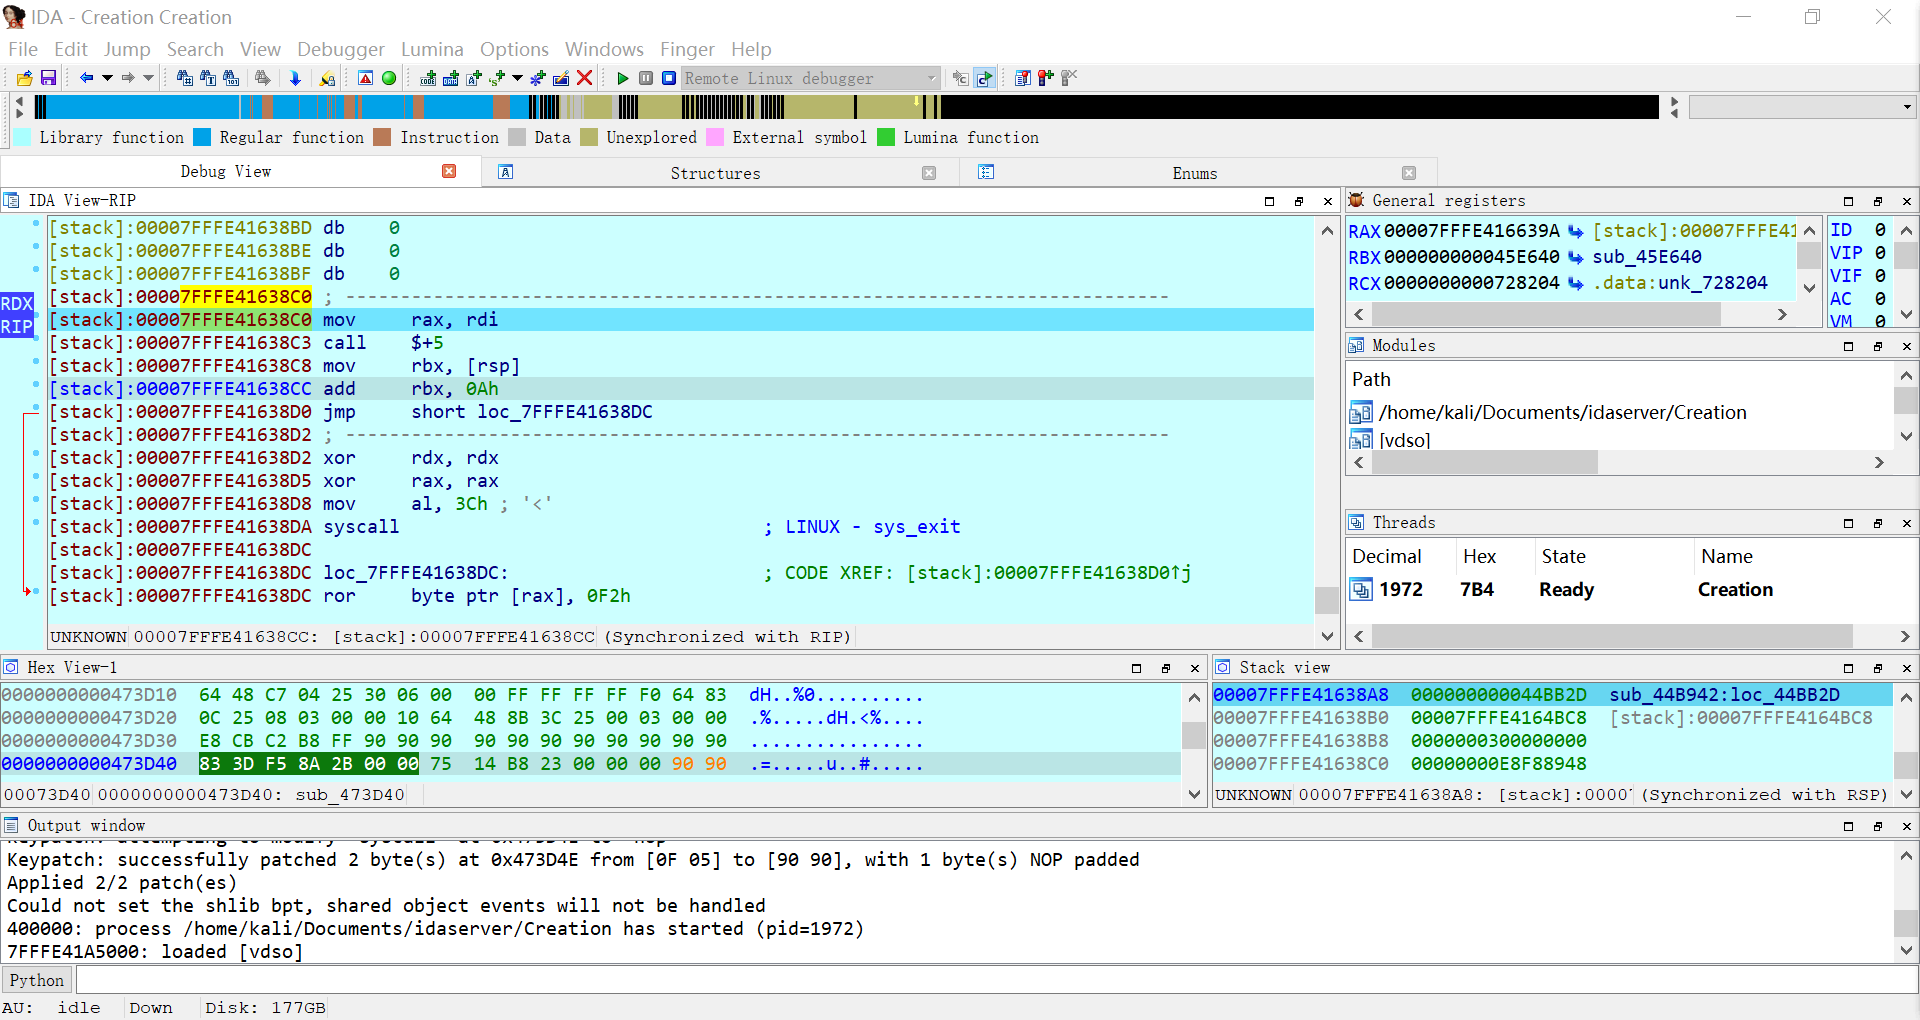 IDA - Creation Creation
File Edit Jump Search View Debugger Lumina Options Windows Finger Help
Remote Linux debugger
Library function Regular function Instruction Data Unexplored External symbol Lumina function
Debug View Structures Enums
IDA View-RIP
[stack]:00007FFFE41638BD db 0
[stack]:00007FFFE41638BE db 0
[stack]:00007FFFE41638BF db 0
[stack]:00007FFFE41638C0 ; ---------------------------------------------------------------------------
RDX
[stack]:00007FFFE41638C0 mov rax, rdi
RIP
[stack]:00007FFFE41638C3 call $+5
[stack]:00007FFFE41638C8 mov rbx, [rsp]
[stack]:00007FFFE41638CC add rbx, 0Ah
[stack]:00007FFFE41638D0 jmp short loc_7FFFE41638DC
[stack]:00007FFFE41638D2 ; ---------------------------------------------------------------------------
[stack]:00007FFFE41638D2 xor rdx, rdx
[stack]:00007FFFE41638D5 xor rax, rax
[stack]:00007FFFE41638D8 mov al, 3Ch ; '<'
[stack]:00007FFFE41638DA syscall ; LINUX - sys_exit
[stack]:00007FFFE41638DC
[stack]:00007FFFE41638DC loc_7FFFE41638DC: ; CODE XREF: [stack]:00007FFFE41638D0↑j
[stack]:00007FFFE41638DC ror byte ptr [rax], 0F2h
UNKNOWN 00007FFFE41638CC: [stack]:00007FFFE41638CC (Synchronized with RIP)
General registers
RAX 00007FFFE416639A [stack]:00007FFFE41
RBX 000000000045E640 sub_45E640
RCX 0000000000728204 .data:unk_728204
ID 0
VIP 0
VIF 0
AC 0
VM 0
Modules
Path
/home/kali/Documents/idaserver/Creation
[vdso]
Threads
Decimal Hex State Name
1972 7B4 Ready Creation
Hex View-1
0000000000473D10 64 48 C7 04 25 30 06 00 00 FF FF FF FF F0 64 83 dH..%0..........
0000000000473D20 0C 25 08 03 00 00 10 64 48 8B 3C 25 00 03 00 00 .%.....dH.<%....
0000000000473D30 E8 CB C2 B8 FF 90 90 90 90 90 90 90 90 90 90 90 ................
0000000000473D40 83 3D F5 8A 2B 00 00 75 14 B8 23 00 00 00 90 90 .=.....u..#.....
00073D40 0000000000473D40: sub_473D40
Stack view
00007FFFE41638A8 000000000044BB2D sub_44B942:loc_44BB2D
00007FFFE41638B0 00007FFFE4164BC8 [stack]:00007FFFE4164BC8
00007FFFE41638B8 0000000300000000
00007FFFE41638C0 00000000E8F88948
UNKNOWN 00007FFFE41638A8: [stack]:0000 (Synchronized with RSP)
Output window
Keypatch: attempting to modify "syscall" at 0x473D4E to "nop"
Keypatch: successfully patched 2 byte(s) at 0x473D4E from [0F 05] to [90 90], with 1 byte(s) NOP padded
Applied 2/2 patch(es)
Could not set the shlib bpt, shared object events will not be handled
400000: process /home/kali/Documents/idaserver/Creation has started (pid=1972)
7FFFE41A5000: loaded [vdso]
Python
AU: idle Down Disk: 177GB